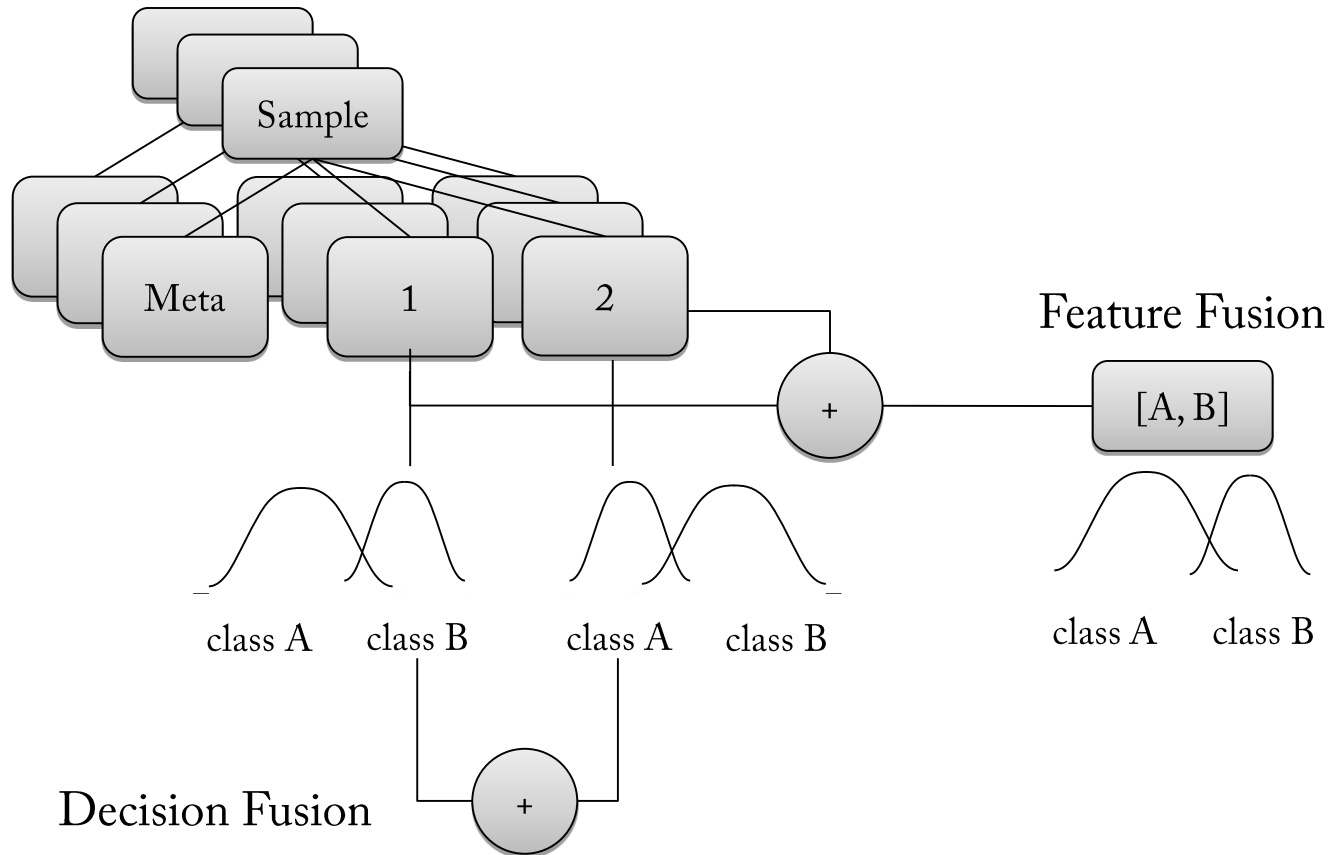 Sample
Meta
1
2
Feature Fusion
+
[A, B]
class A
class B
class A
class B
class A
class B
Decision Fusion
+